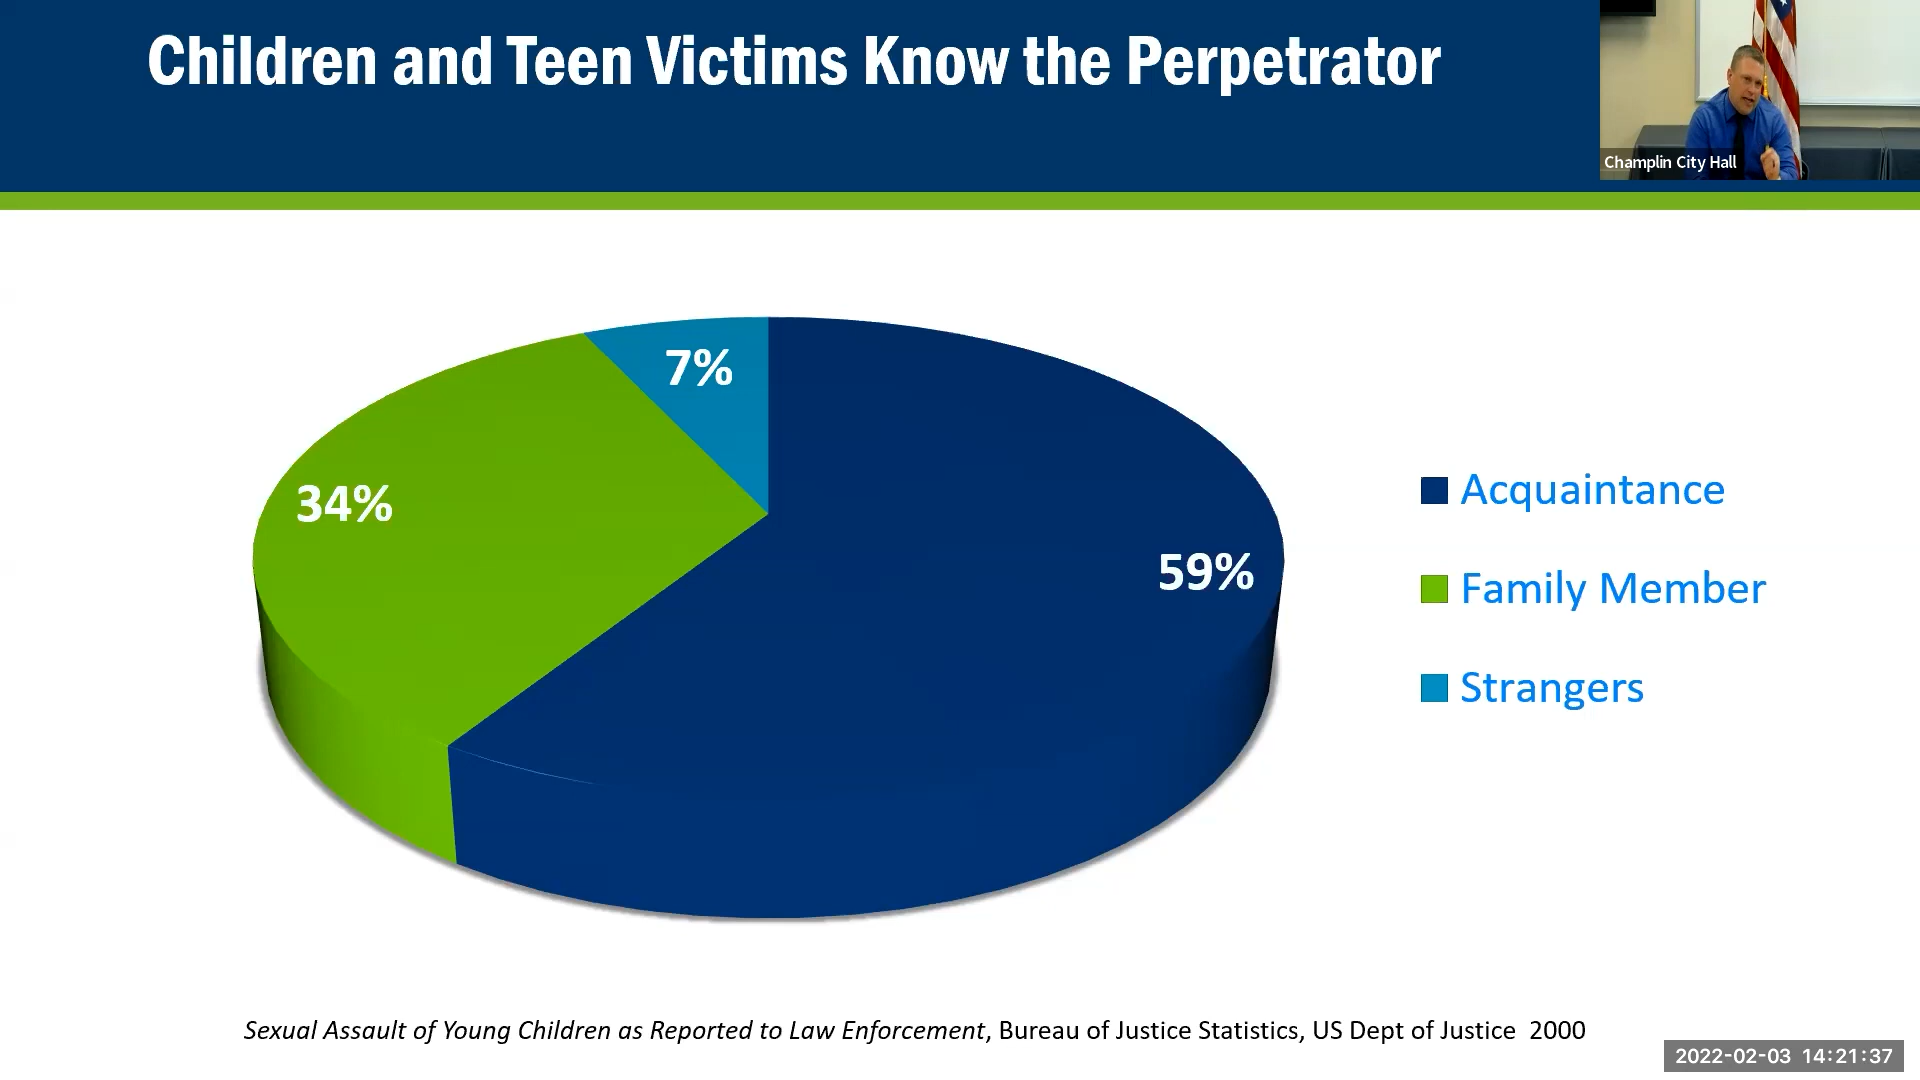 Children and Teen Victims Know the Perpetrator
Champlin City Hall
7%
34%
59%
Acquaintance
Family Member
Strangers
Sexual Assault of Young Children as Reported to Law Enforcement, Bureau of Justice Statistics, US Dept of Justice 2000
2022-02-03 14:21:37